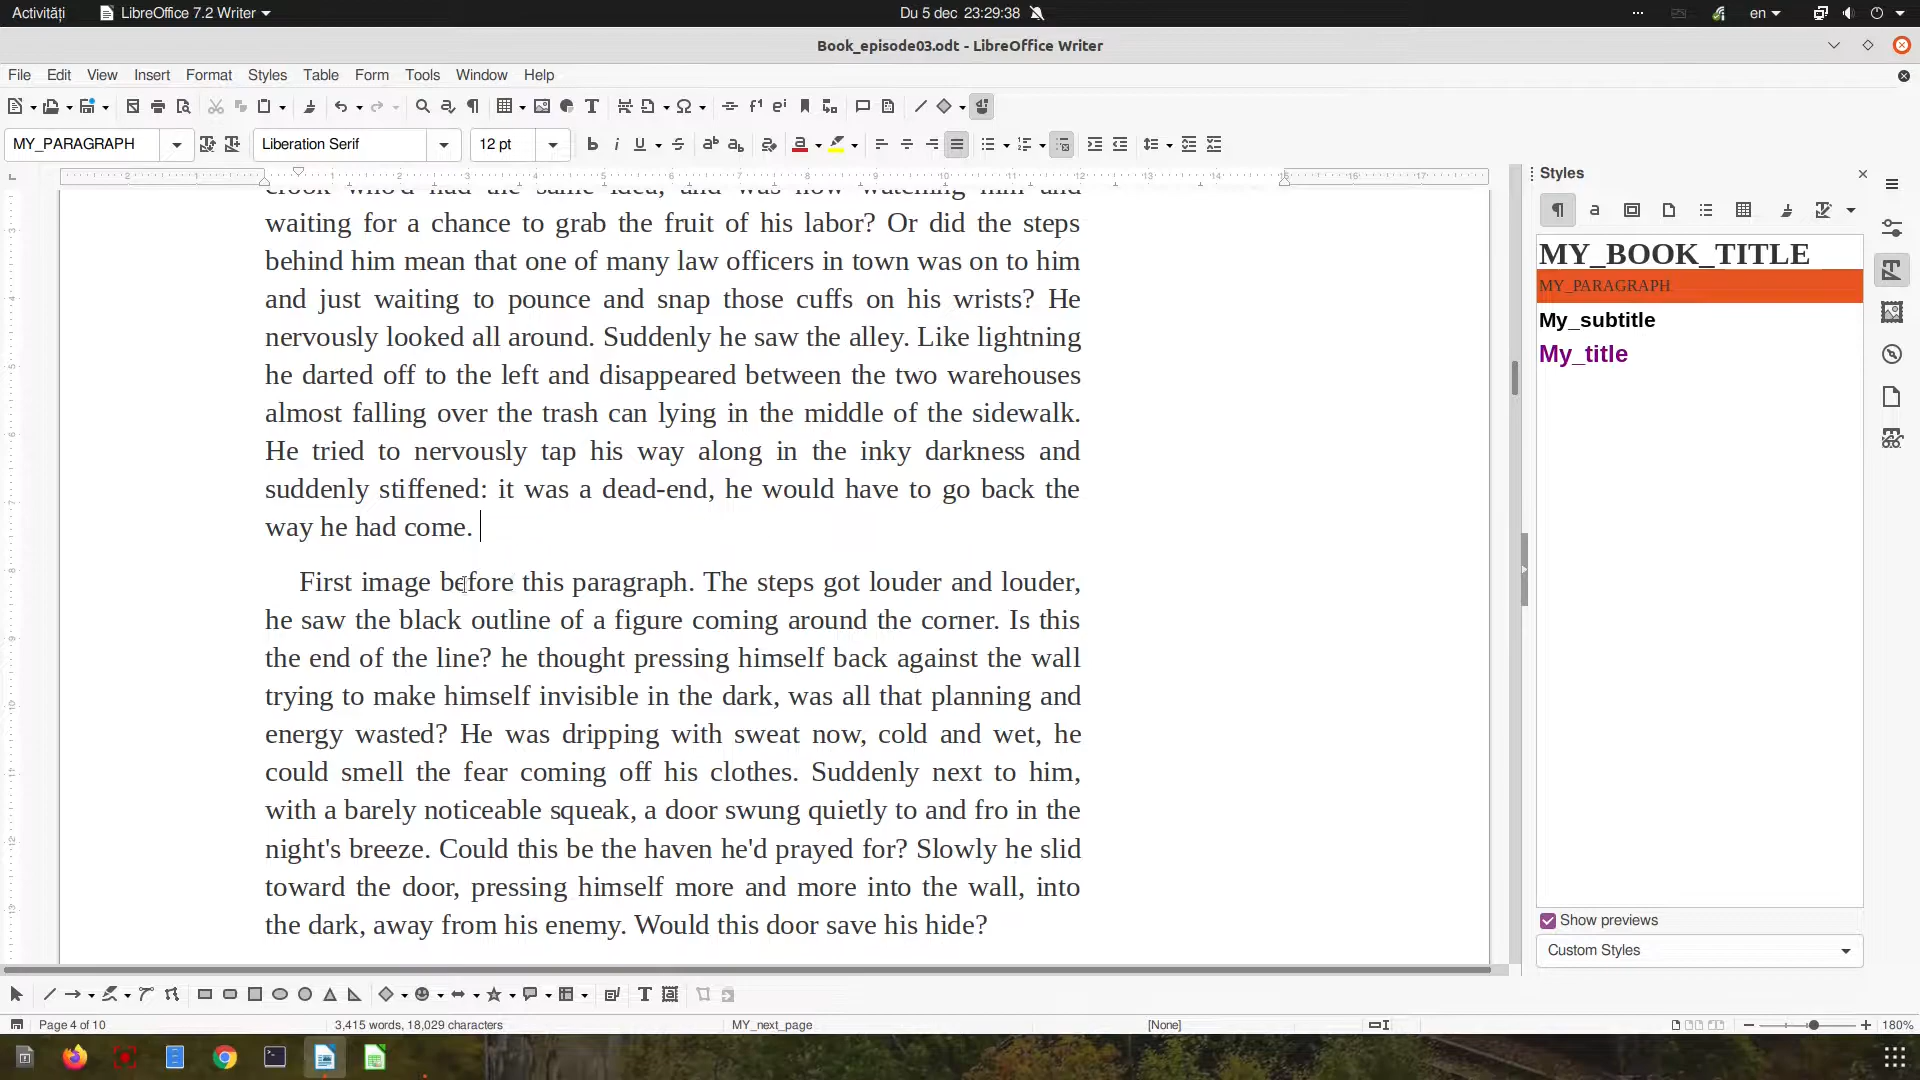 Activități
LibreOffice 7.2 Writer
Du 5 dec 23:29:38
en
Book_episode03.odt - LibreOffice Writer
File Edit View Insert Format Styles Table Form Tools Window Help
MY_PARAGRAPH
Liberation Serif
12 pt
Styles
crook who'd had the same idea, and was now watching him and
waiting for a chance to grab the fruit of his labor? Or did the steps
behind him mean that one of many law officers in town was on to him
and just waiting to pounce and snap those cuffs on his wrists? He
nervously looked all around. Suddenly he saw the alley. Like lightning
he darted off to the left and disappeared between the two warehouses
almost falling over the trash can lying in the middle of the sidewalk.
He tried to nervously tap his way along in the inky darkness and
suddenly stiffened: it was a dead-end, he would have to go back the
way he had come.
First image before this paragraph. The steps got louder and louder,
he saw the black outline of a figure coming around the corner. Is this
the end of the line? he thought pressing himself back against the wall
trying to make himself invisible in the dark, was all that planning and
energy wasted? He was dripping with sweat now, cold and wet, he
could smell the fear coming off his clothes. Suddenly next to him,
with a barely noticeable squeak, a door swung quietly to and fro in the
night's breeze. Could this be the haven he'd prayed for? Slowly he slid
toward the door, pressing himself more and more into the wall, into
the dark, away from his enemy. Would this door save his hide?
MY_BOOK_TITLE
MY_PARAGRAPH
My_subtitle
My_title
Show previews
Custom Styles
Page 4 of 10
3,415 words, 18,029 characters
MY_next_page
[None]
180%